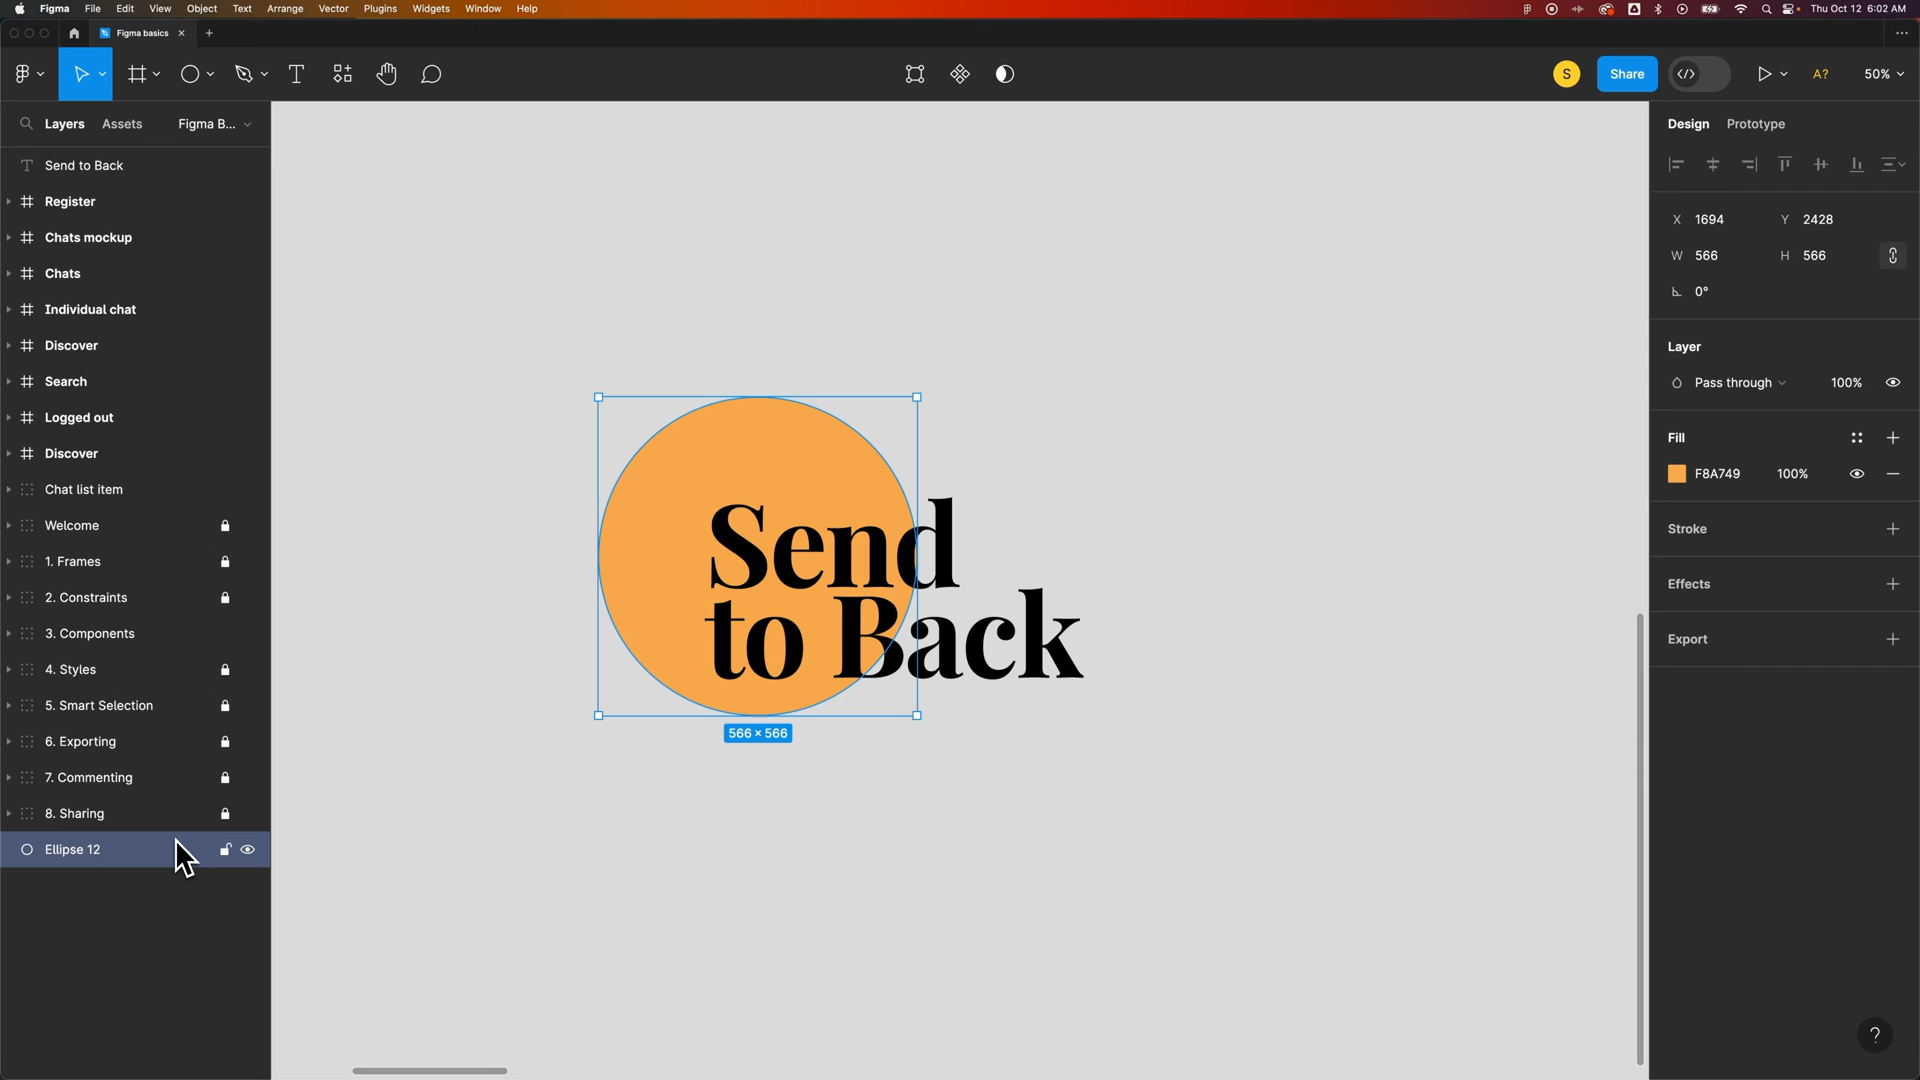 Figma File Edit View Object Text Arrange Vector Plugins Widgets Window Help Thu Oct 12 6:02 AM
Figma basics
S Share A? 50%
Layers Assets Figma B...
Design Prototype
Send to Back
Register
Chats mockup
Chats
Individual chat
Discover
Search
Logged out
Discover
Chat list item
Welcome
1. Frames
2. Constraints
3. Components
4. Styles
5. Smart Selection
6. Exporting
7. Commenting
8. Sharing
Ellipse 12
Send
to Back
566 × 566
X 1694 Y 2428
W 566 H 566
0°
Layer
Pass through 100%
Fill
F8A749 100%
Stroke
Effects
Export
?